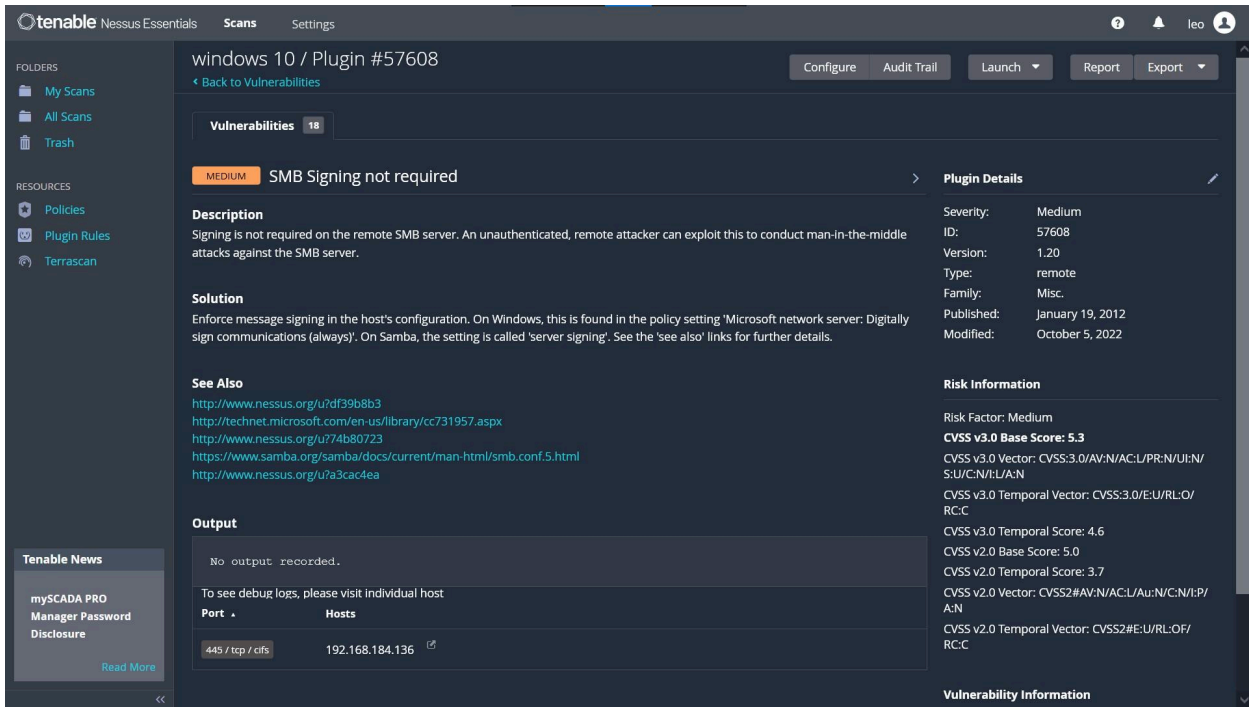 tenable Nessus Essentials
Scans
Settings
leo
FOLDERS
My Scans
All Scans
Trash
RESOURCES
Policies
Plugin Rules
Terrascan
Tenable News
mySCADA PRO
Manager Password
Disclosure
Read More
windows 10 / Plugin #57608
Back to Vulnerabilities
Configure
Audit Trail
Launch
Report
Export
Vulnerabilities 18
MEDIUM SMB Signing not required
Description
Signing is not required on the remote SMB server. An unauthenticated, remote attacker can exploit this to conduct man-in-the-middle
attacks against the SMB server.
Solution
Enforce message signing in the host's configuration. On Windows, this is found in the policy setting 'Microsoft network server: Digitally
sign communications (always)'. On Samba, the setting is called 'server signing'. See the 'see also' links for further details.
See Also
http://www.nessus.org/u?df39b8b3
http://technet.microsoft.com/en-us/library/cc731957.aspx
http://www.nessus.org/u?74b80723
https://www.samba.org/samba/docs/current/man-html/smb.conf.5.html
http://www.nessus.org/u?a3cac4ea
Output
No output recorded.
To see debug logs, please visit individual host
Port Hosts
445 / tcp / cifs 192.168.184.136
Plugin Details
Severity: Medium
ID: 57608
Version: 1.20
Type: remote
Family: Misc.
Published: January 19, 2012
Modified: October 5, 2022
Risk Information
Risk Factor: Medium
CVSS v3.0 Base Score: 5.3
CVSS v3.0 Vector: CVSS:3.0/AV:N/AC:L/PR:N/UI:N/
S:U/C:N/I:L/A:N
CVSS v3.0 Temporal Vector: CVSS:3.0/E:U/RL:O/
RC:C
CVSS v3.0 Temporal Score: 4.6
CVSS v2.0 Base Score: 5.0
CVSS v2.0 Temporal Score: 3.7
CVSS v2.0 Vector: CVSS2#AV:N/AC:L/Au:N/C:N/I:P/
A:N
CVSS v2.0 Temporal Vector: CVSS2#E:U/RL:OF/
RC:C
Vulnerability Information